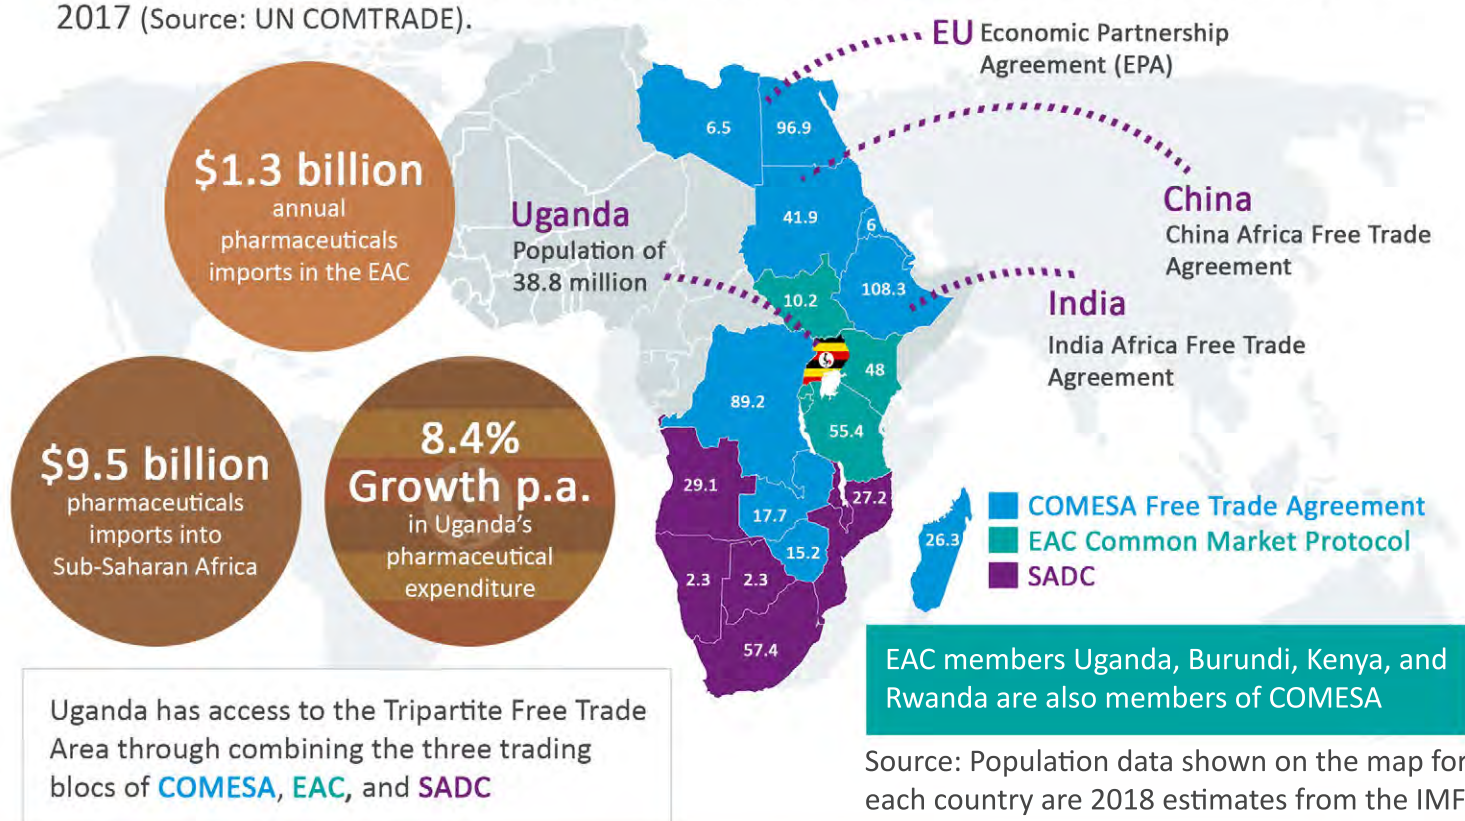 2017 (Source: UN COMTRADE).
$1.3 billion
annual
pharmaceuticals
imports in the EAC
$9.5 billion
pharmaceuticals
imports into
Sub-Saharan Africa
8.4%
Growth p.a.
in Uganda's
pharmaceutical
expenditure
Uganda
Population of
38.8 million
EU Economic Partnership
Agreement (EPA)
China
China Africa Free Trade
Agreement
India
India Africa Free Trade
Agreement
6.5
96.9
41.9
6
108.3
10.2
48
89.2
55.4
29.1
27.2
17.7
15.2
26.3
2.3
2.3
57.4
COMESA Free Trade Agreement
EAC Common Market Protocol
SADC
EAC members Uganda, Burundi, Kenya, and
Rwanda are also members of COMESA
Uganda has access to the Tripartite Free Trade
Area through combining the three trading
blocs of COMESA, EAC, and SADC
Source: Population data shown on the map for
each country are 2018 estimates from the IMF